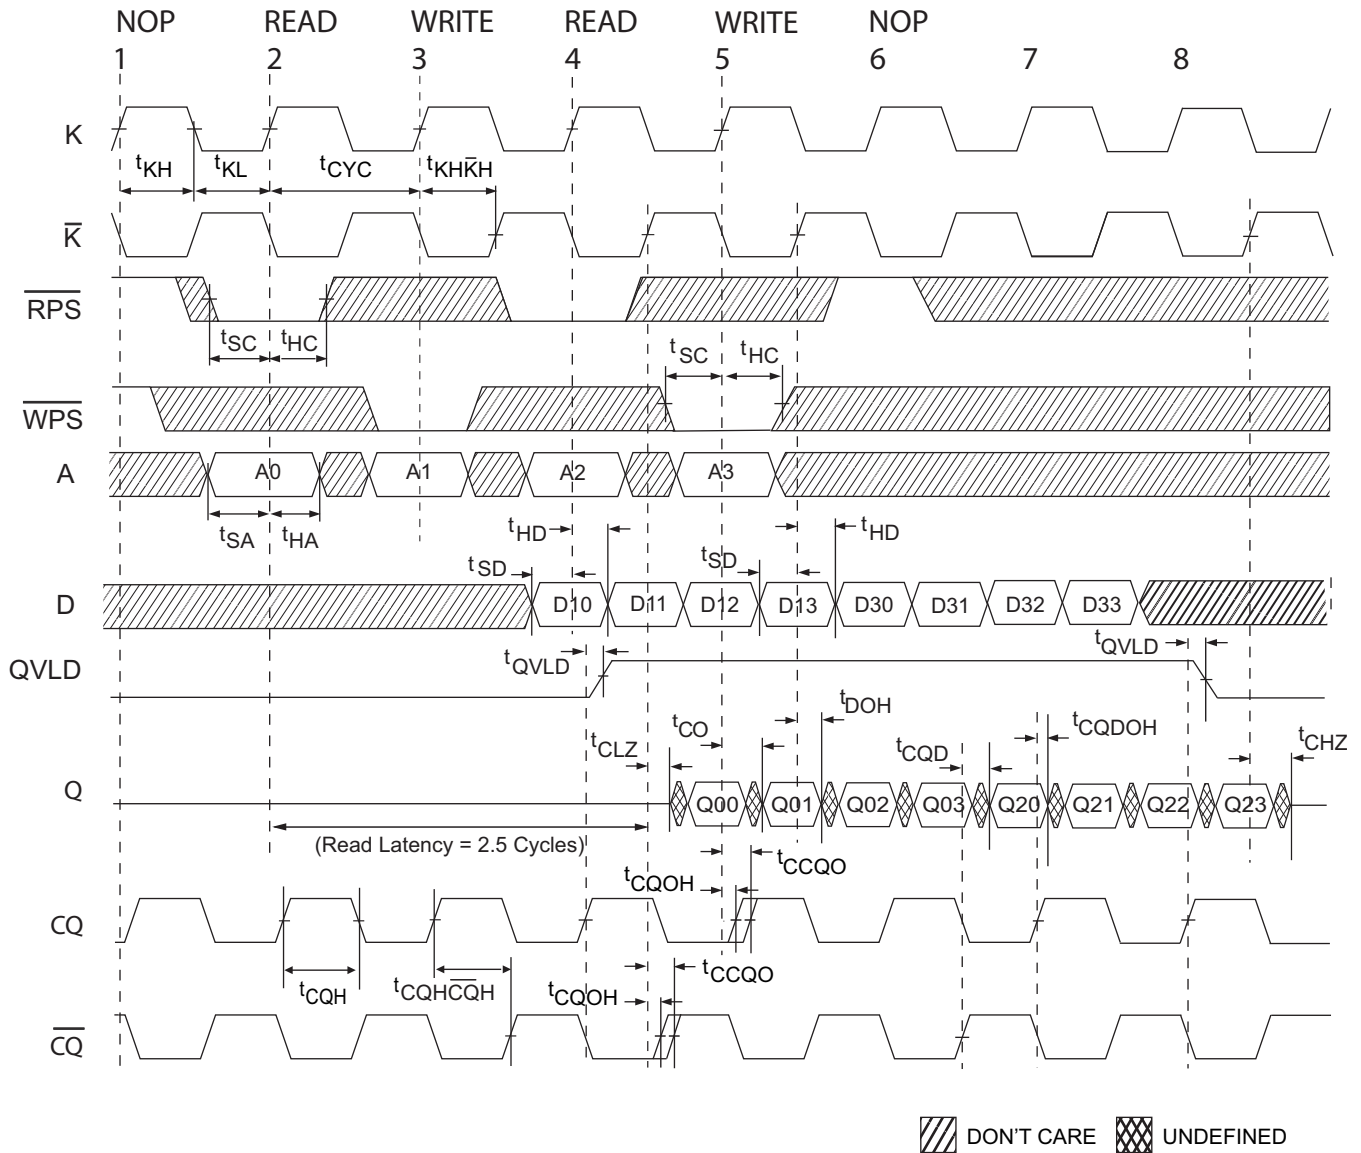 NOP READ WRITE READ WRITE NOP
1 2 3 4 5 6 7 8
K
tKH tKL tCYC tKHK̅H
K̅
R̅P̅S̅
tSC tHC
tSC tHC
W̅P̅S̅
A A0 A1 A2 A3
tSA tHA
tHD tHD
tSD tSD
D D10 D11 D12 D13 D30 D31 D32 D33
QVLD tQVLD tQVLD
tCLZ tCO tDOH tCQD tCQDOH tCHZ
Q Q00 Q01 Q02 Q03 Q20 Q21 Q22 Q23
(Read Latency = 2.5 Cycles)
tCQOH tCCQO
CQ
tCQH tCQHC̅Q̅H tCQOH tCCQO
C̅Q̅
DON'T CARE UNDEFINED